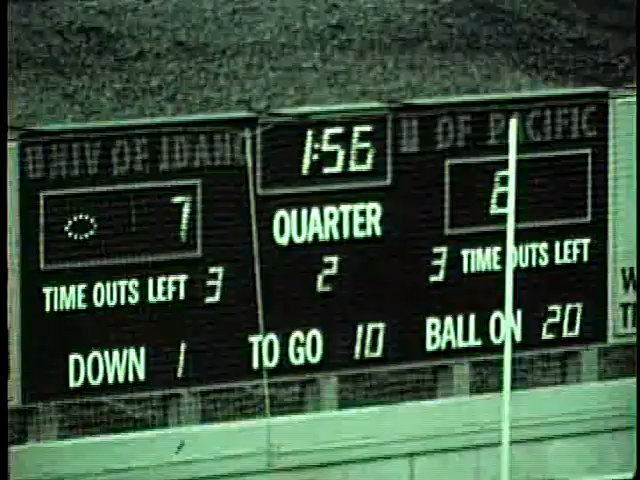 UNIV OF IDAHO 1:56 U OF PACIFIC
7 QUARTER 8
TIME OUTS LEFT 3 2 3 TIME OUTS LEFT
DOWN 1 TO GO 10 BALL ON 20